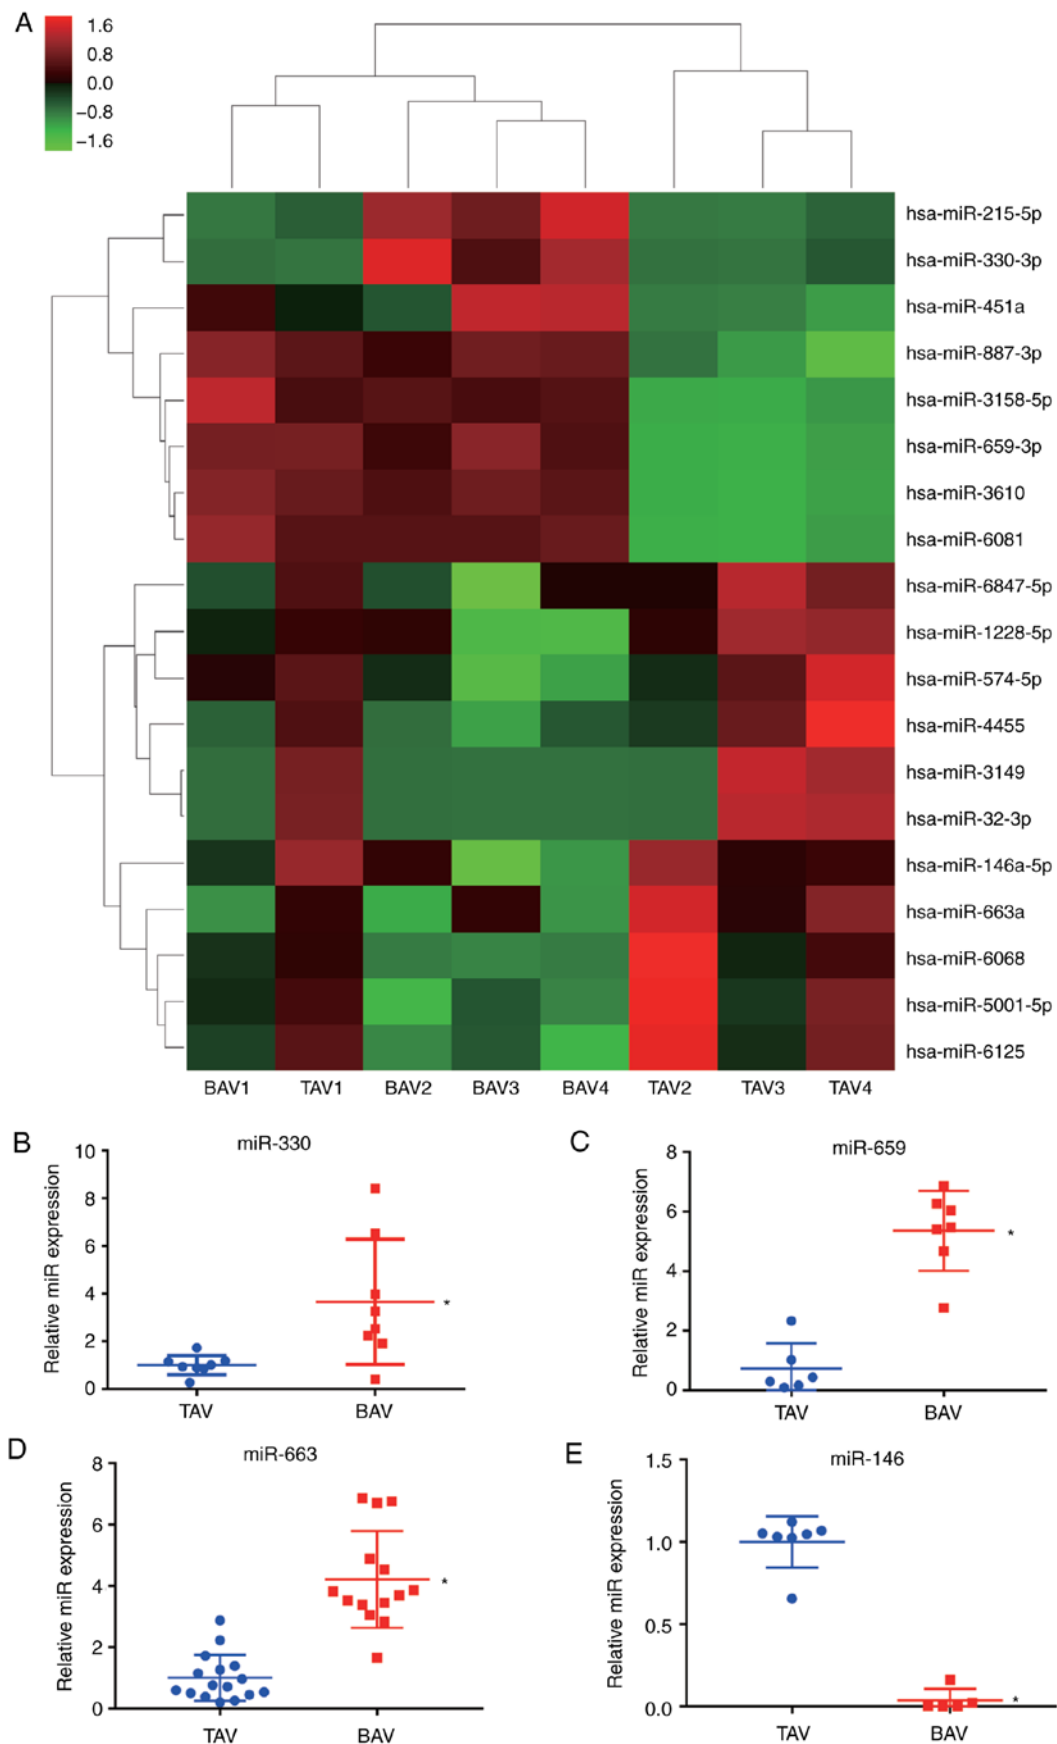 A
1.6
0.8
0.0
−0.8
−1.6
hsa-miR-215-5p
hsa-miR-330-3p
hsa-miR-451a
hsa-miR-887-3p
hsa-miR-3158-5p
hsa-miR-659-3p
hsa-miR-3610
hsa-miR-6081
hsa-miR-6847-5p
hsa-miR-1228-5p
hsa-miR-574-5p
hsa-miR-4455
hsa-miR-3149
hsa-miR-32-3p
hsa-miR-146a-5p
hsa-miR-663a
hsa-miR-6068
hsa-miR-5001-5p
hsa-miR-6125
BAV1 TAV1 BAV2 BAV3 BAV4 TAV2 TAV3 TAV4
B
miR-330
Relative miR expression
10
8
6
4
2
0
*
TAV BAV
C
miR-659
Relative miR expression
8
6
4
2
0
*
TAV BAV
D
miR-663
Relative miR expression
8
6
4
2
0
*
TAV BAV
E
miR-146
Relative miR expression
1.5
1.0
0.5
0.0
*
TAV BAV